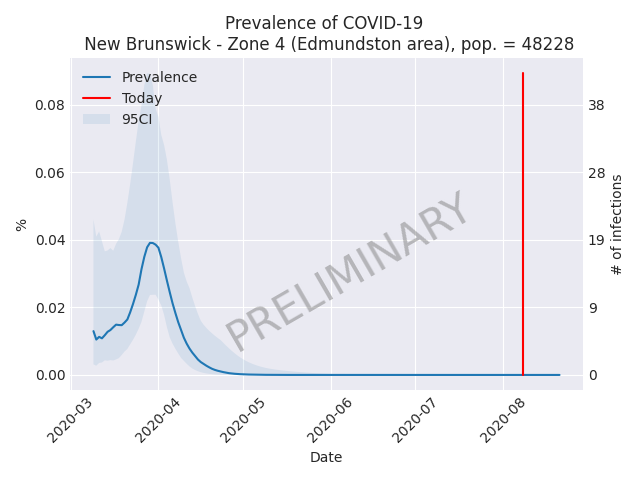 Prevalence of COVID-19
New Brunswick - Zone 4 (Edmundston area), pop. = 48228
Prevalence
Today
95CI
PRELIMINARY
%
0.08
0.06
0.04
0.02
0.00
38
28
19
9
0
# of infections
2020-03
2020-04
2020-05
2020-06
2020-07
2020-08
Date